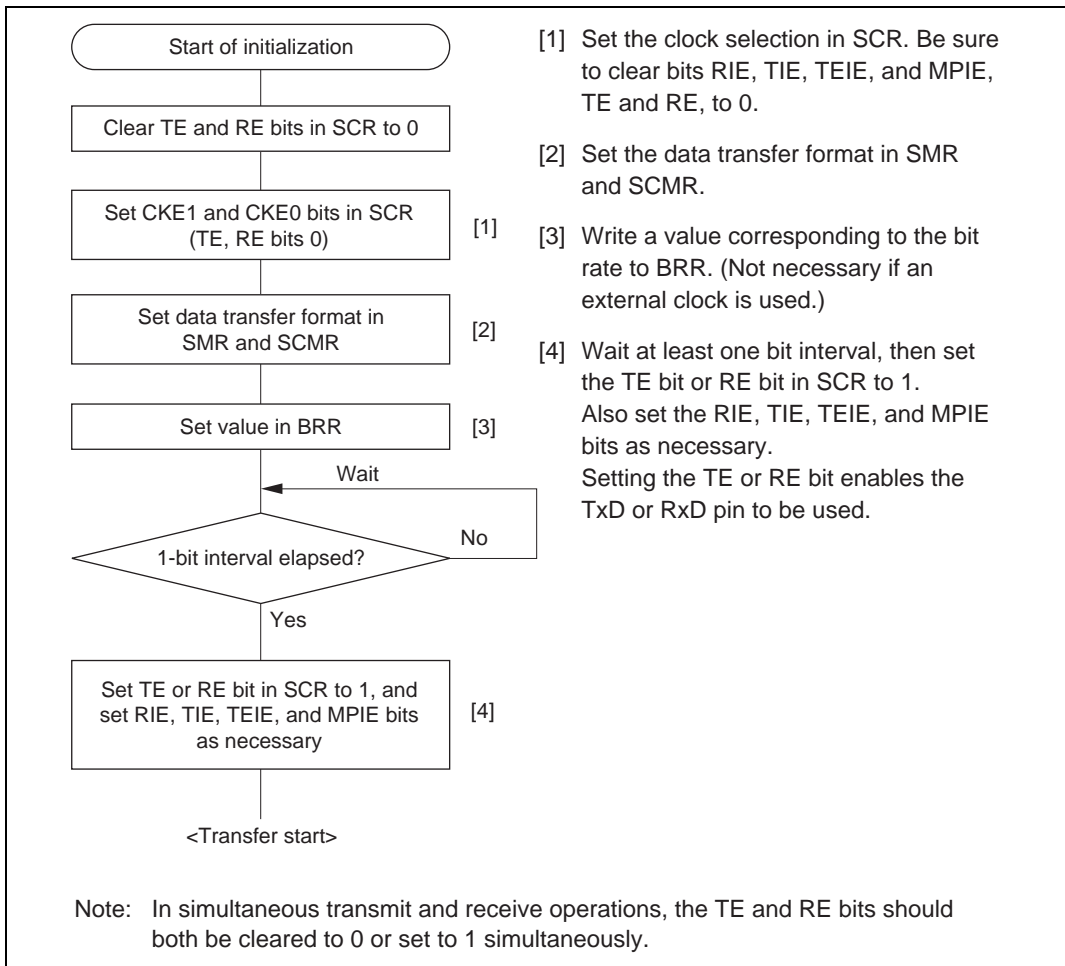 Start of initialization
Clear TE and RE bits in SCR to 0
Set CKE1 and CKE0 bits in SCR
(TE, RE bits 0)
[1]
Set data transfer format in
SMR and SCMR
[2]
Set value in BRR
[3]
Wait
No
1-bit interval elapsed?
Yes
Set TE or RE bit in SCR to 1, and
set RIE, TIE, TEIE, and MPIE bits
as necessary
[4]
<Transfer start>
[1] Set the clock selection in SCR. Be sure
to clear bits RIE, TIE, TEIE, and MPIE,
TE and RE, to 0.
[2] Set the data transfer format in SMR
and SCMR.
[3] Write a value corresponding to the bit
rate to BRR. (Not necessary if an
external clock is used.)
[4] Wait at least one bit interval, then set
the TE bit or RE bit in SCR to 1.
Also set the RIE, TIE, TEIE, and MPIE
bits as necessary.
Setting the TE or RE bit enables the
TxD or RxD pin to be used.
Note: In simultaneous transmit and receive operations, the TE and RE bits should
both be cleared to 0 or set to 1 simultaneously.